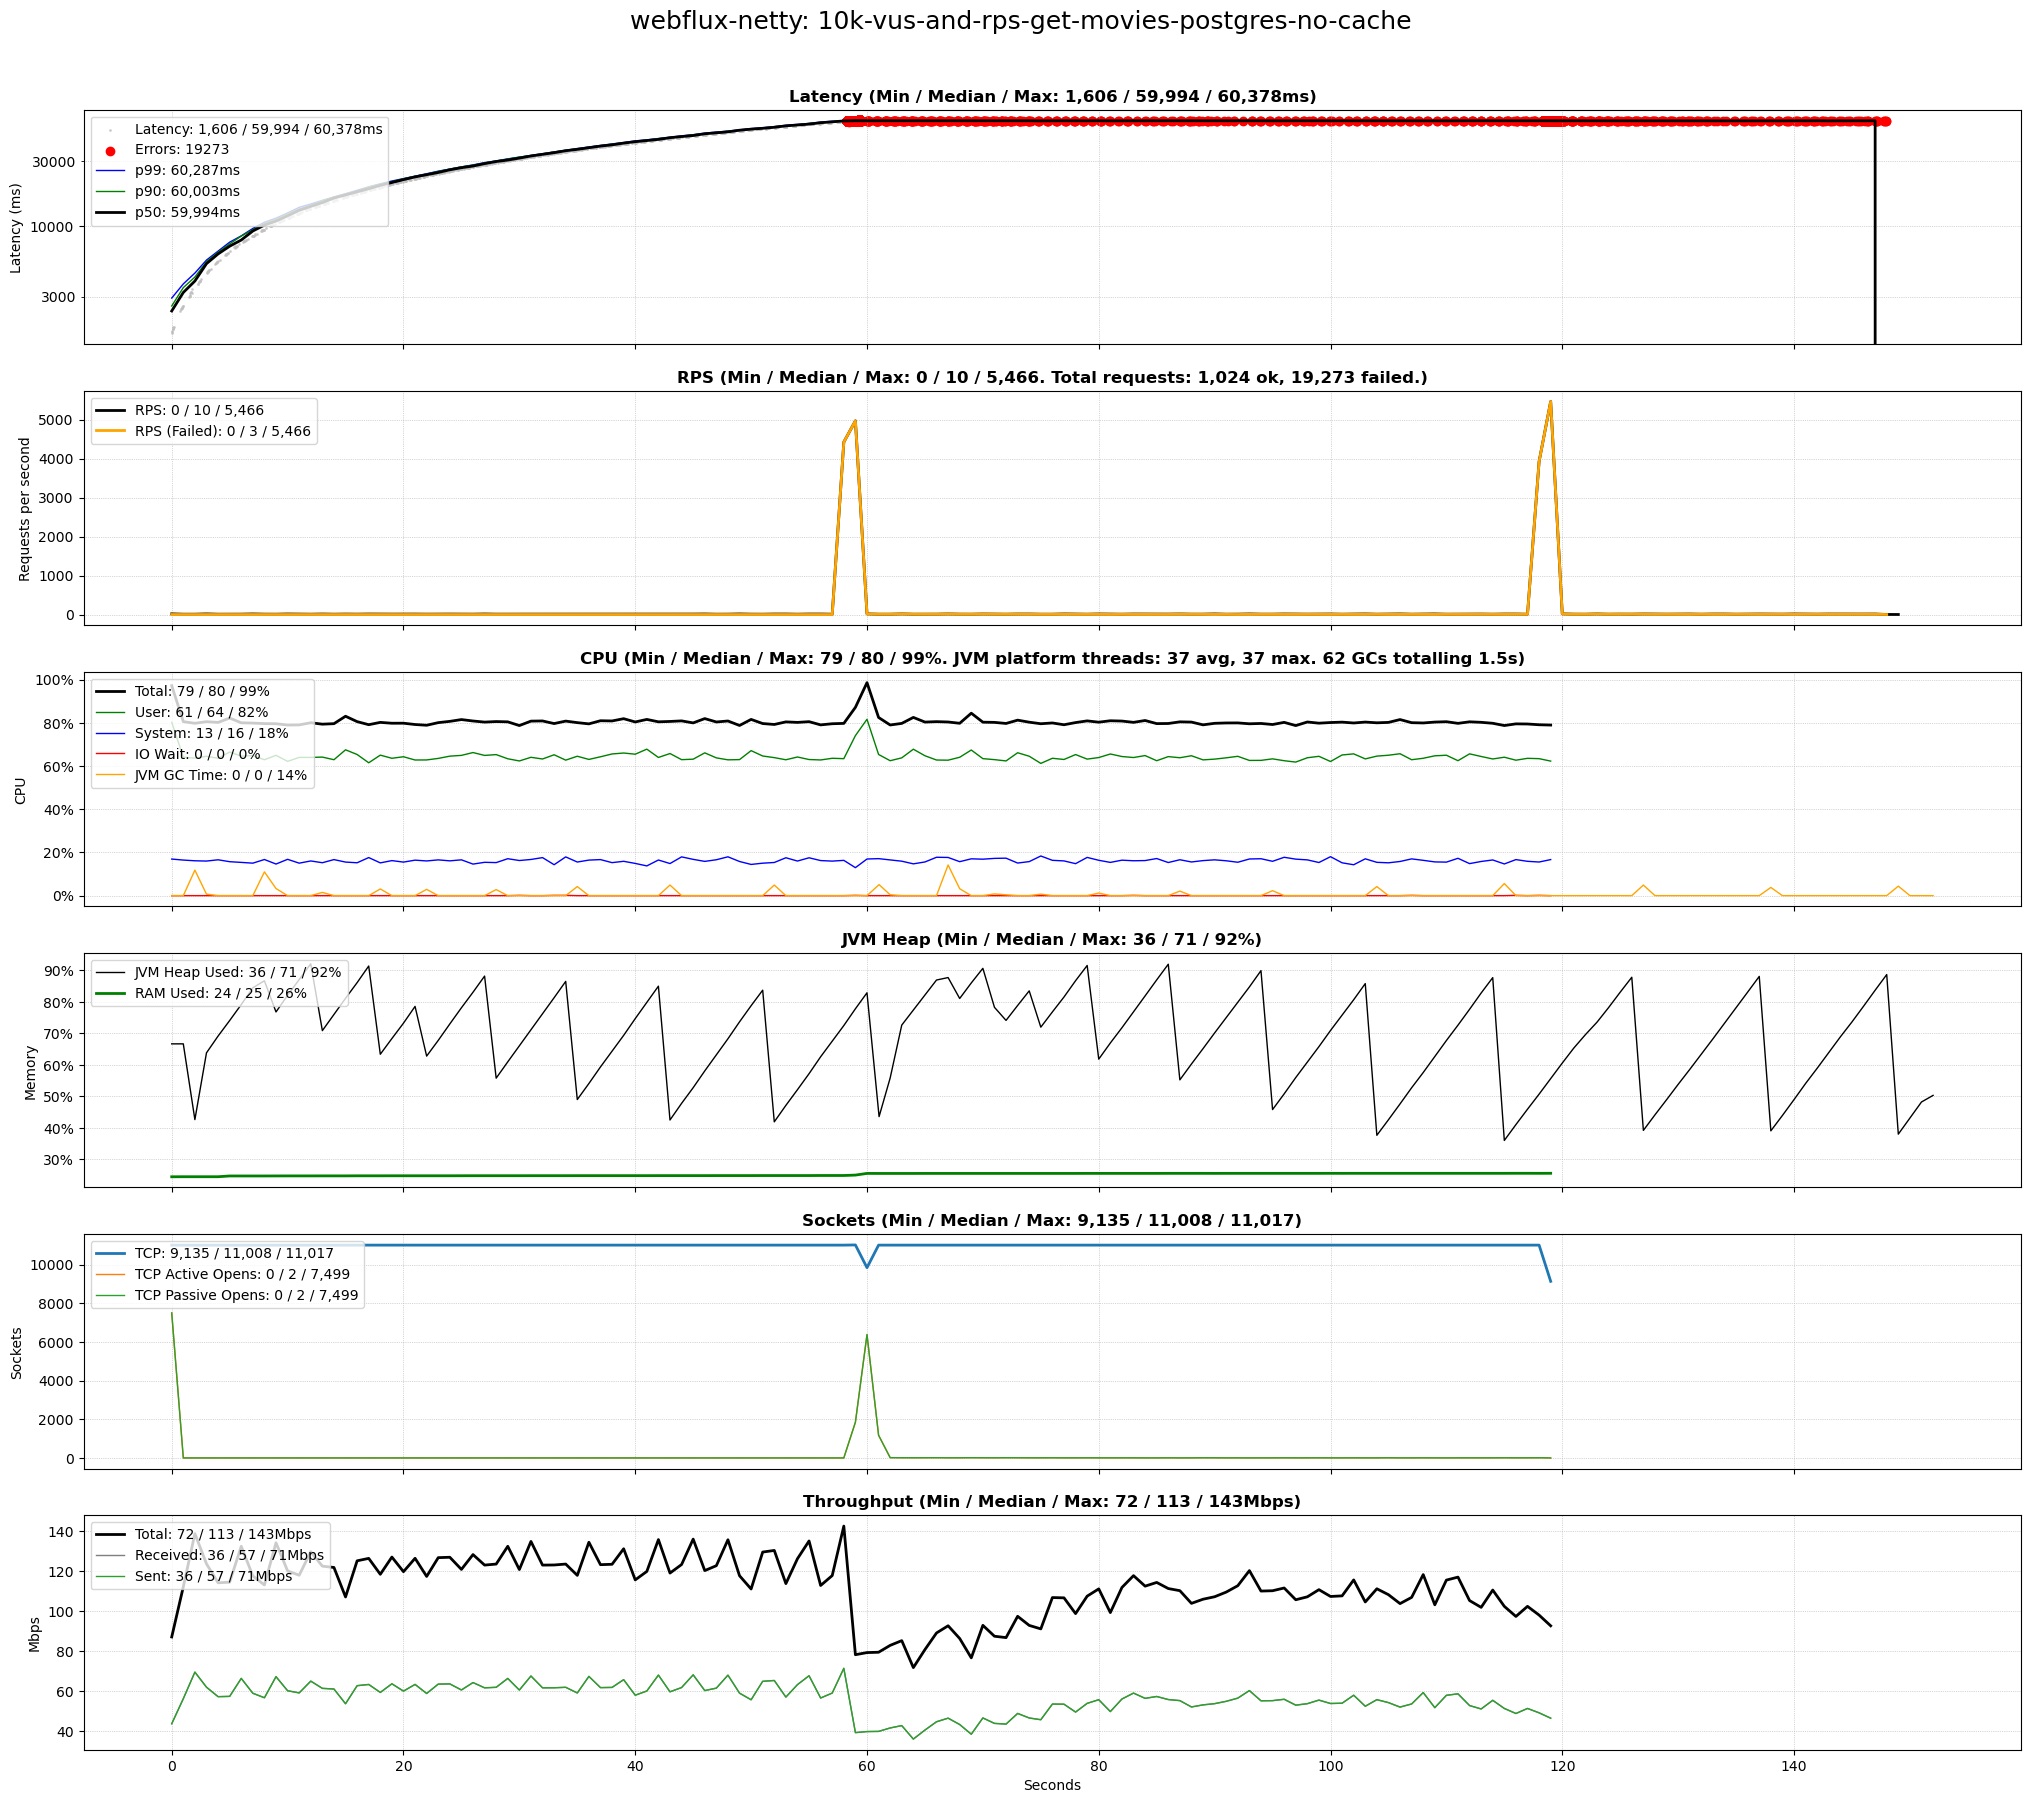 webflux-netty: 10k-vus-and-rps-get-movies-postgres-no-cache
Latency (Min / Median / Max: 1,606 / 59,994 / 60,378ms)
Latency: 1,606 / 59,994 / 60,378ms
Errors: 19273
p99: 60,287ms
p90: 60,003ms
p50: 59,994ms
30000
10000
3000
Latency (ms)
RPS (Min / Median / Max: 0 / 10 / 5,466. Total requests: 1,024 ok, 19,273 failed.)
RPS: 0 / 10 / 5,466
RPS (Failed): 0 / 3 / 5,466
5000
4000
3000
2000
1000
0
Requests per second
CPU (Min / Median / Max: 79 / 80 / 99%. JVM platform threads: 37 avg, 37 max. 62 GCs totalling 1.5s)
Total: 79 / 80 / 99%
User: 61 / 64 / 82%
System: 13 / 16 / 18%
IO Wait: 0 / 0 / 0%
JVM GC Time: 0 / 0 / 14%
100%
80%
60%
40%
20%
0%
CPU
JVM Heap (Min / Median / Max: 36 / 71 / 92%)
JVM Heap Used: 36 / 71 / 92%
RAM Used: 24 / 25 / 26%
90%
80%
70%
60%
50%
40%
30%
Memory
Sockets (Min / Median / Max: 9,135 / 11,008 / 11,017)
TCP: 9,135 / 11,008 / 11,017
TCP Active Opens: 0 / 2 / 7,499
TCP Passive Opens: 0 / 2 / 7,499
10000
8000
6000
4000
2000
0
Sockets
Throughput (Min / Median / Max: 72 / 113 / 143Mbps)
Total: 72 / 113 / 143Mbps
Received: 36 / 57 / 71Mbps
Sent: 36 / 57 / 71Mbps
140
120
100
80
60
40
Mbps
0 20 40 60 80 100 120 140
Seconds